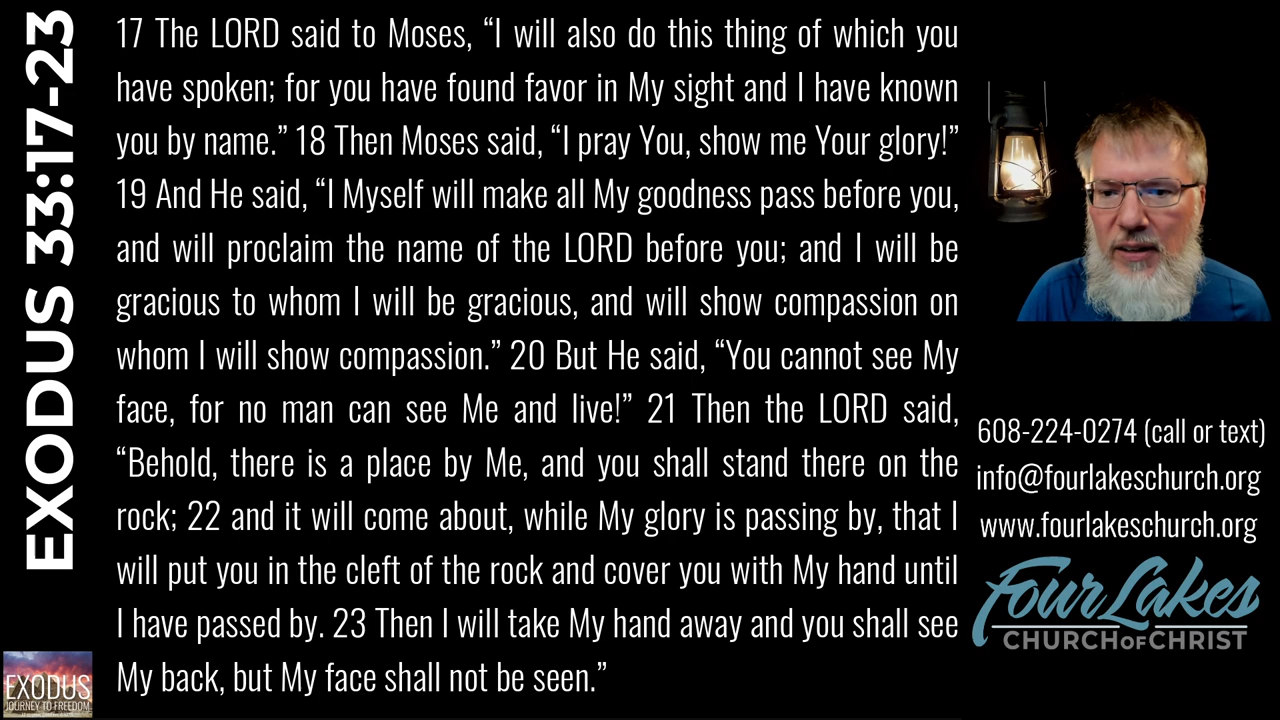 EXODUS 33:17-23
17 The LORD said to Moses, “I will also do this thing of which you
have spoken; for you have found favor in My sight and I have known
you by name.” 18 Then Moses said, “I pray You, show me Your glory!”
19 And He said, “I Myself will make all My goodness pass before you,
and will proclaim the name of the LORD before you; and I will be
gracious to whom I will be gracious, and will show compassion on
whom I will show compassion.” 20 But He said, “You cannot see My
face, for no man can see Me and live!” 21 Then the LORD said,
“Behold, there is a place by Me, and you shall stand there on the
rock; 22 and it will come about, while My glory is passing by, that I
will put you in the cleft of the rock and cover you with My hand until
I have passed by. 23 Then I will take My hand away and you shall see
My back, but My face shall not be seen.”
608-224-0274 (call or text)
info@fourlakeschurch.org
www.fourlakeschurch.org
Four Lakes
CHURCH OF CHRIST
EXODUS
JOURNEY TO FREEDOM